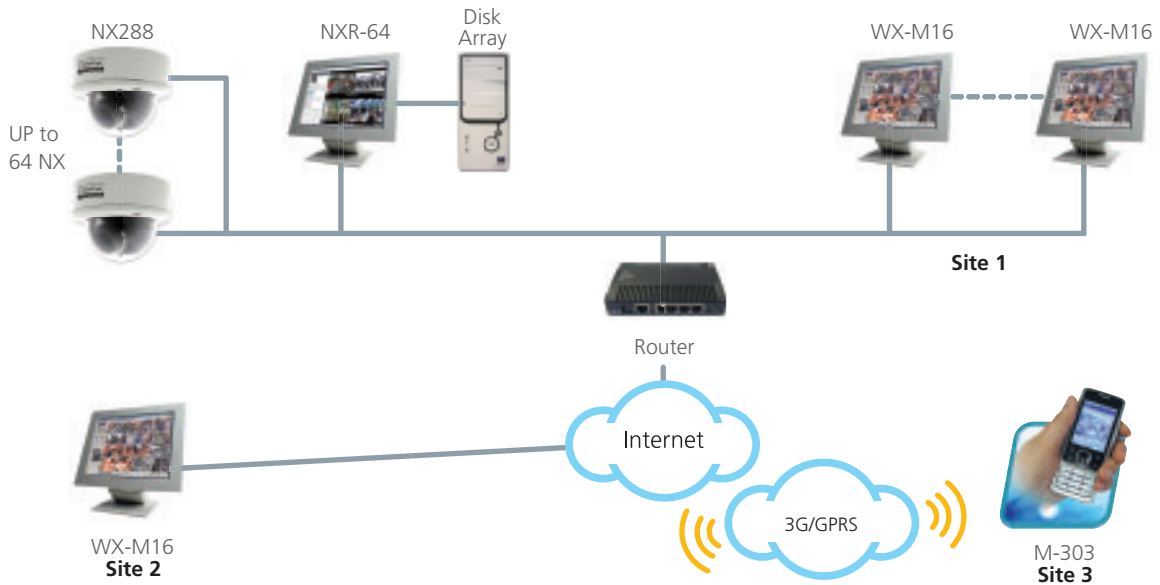 NX288
NXR-64
Disk
Array
WX-M16
WX-M16
UP to
64 NX
Site 1
Router
Internet
3G/GPRS
WX-M16
Site 2
M-303
Site 3